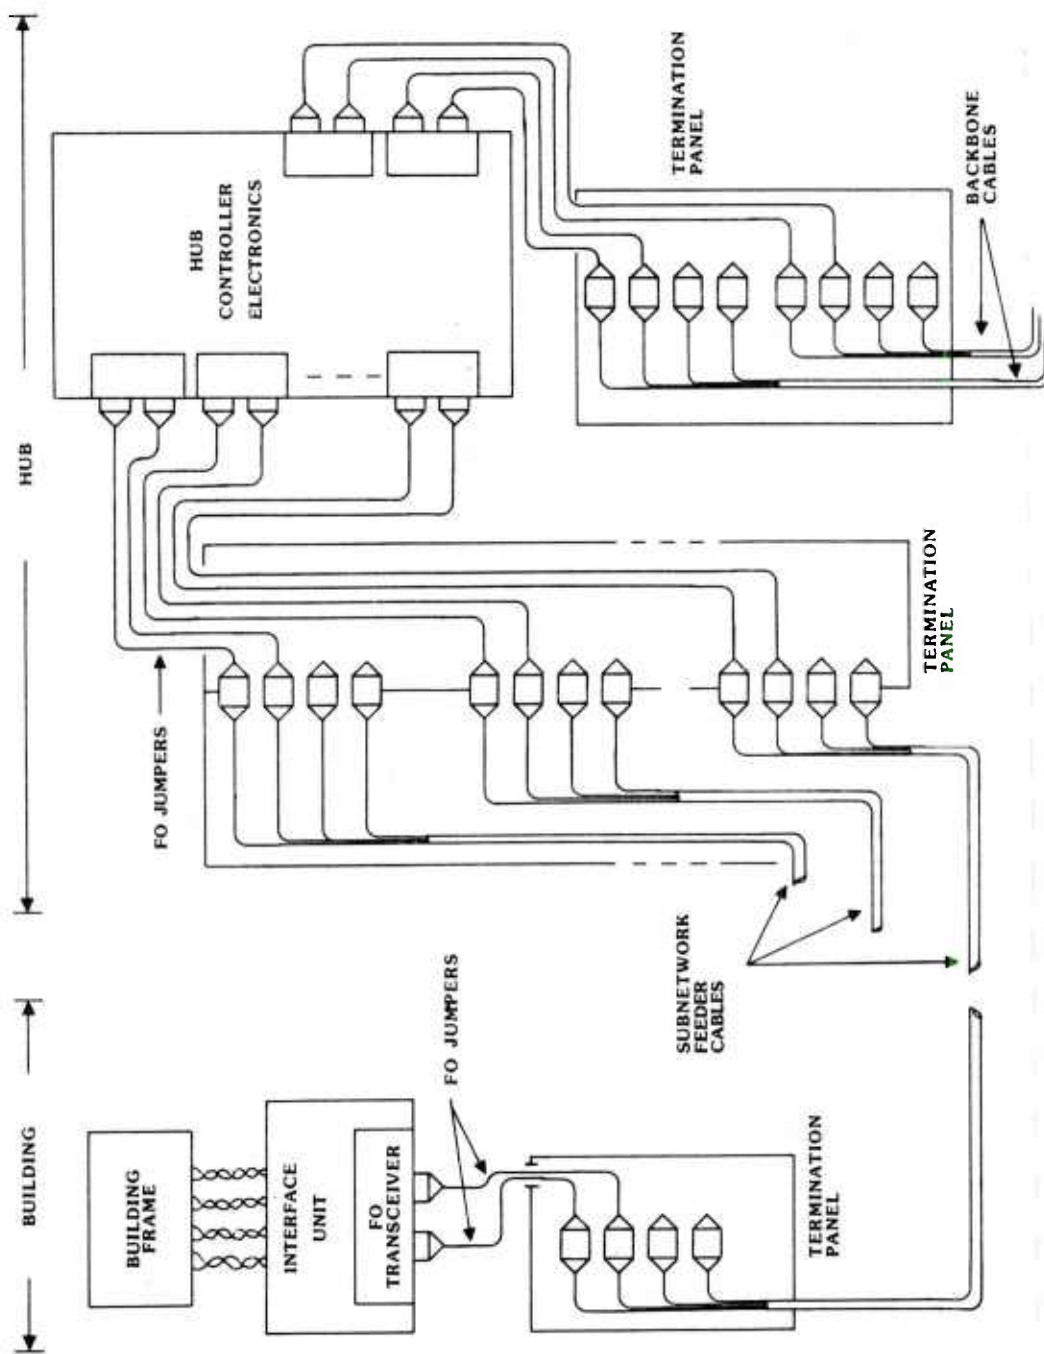 BUILDING
HUB
BUILDING
FRAME
INTERFACE
UNIT
FO
TRANSCEIVER
FO JUMPERS
TERMINATION
PANEL
SUBNETWORK
FEEDER
CABLES
FO JUMPERS
TERMINATION
PANEL
HUB
CONTROLLER
ELECTRONICS
TERMINATION
PANEL
BACKBONE
CABLES